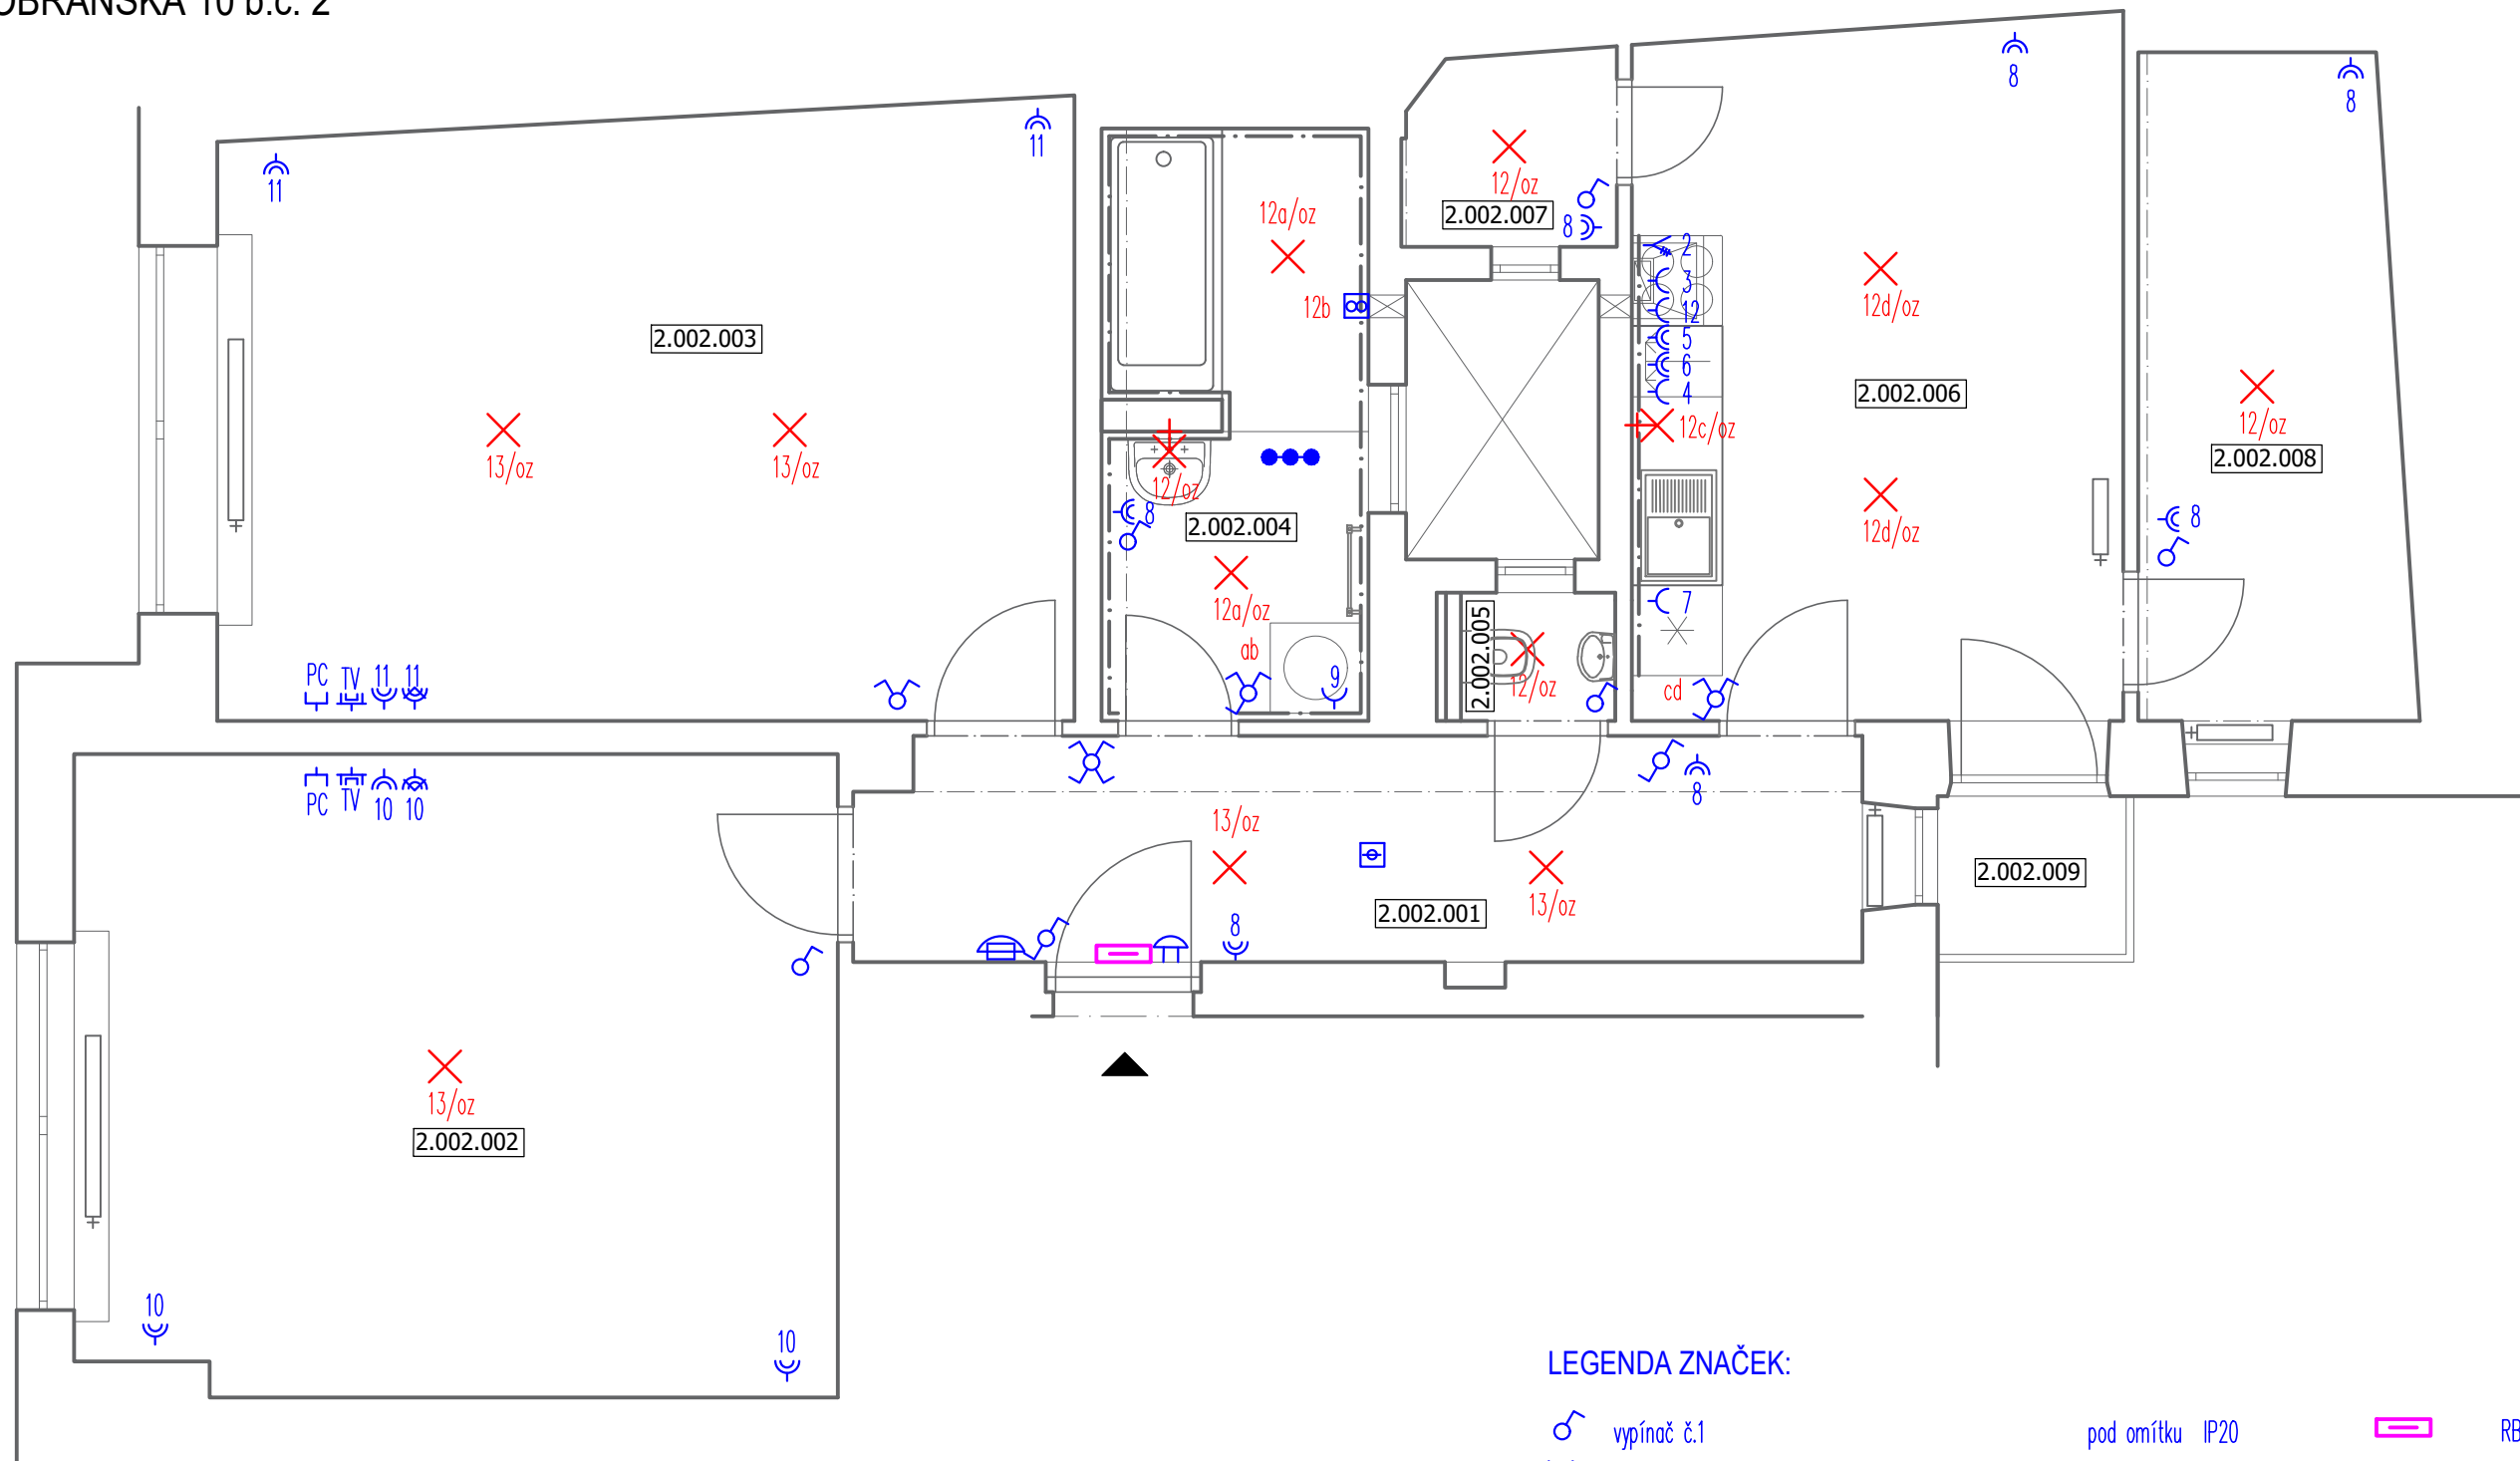 OBRÁNSKÁ 10 b.č. 2
8
8
11
11
12/oz
2.002.007
8
12a/oz
12b
2
3
12
5
6
4
12d/oz
2.002.003
2.002.006
12c/oz
12/oz
2.002.008
13/oz
13/oz
12/oz
8
2.002.004
12d/oz
8
12a/oz
ab
2.002.005
7
12/oz
cd
9
PC
TV
11
11
PC
TV
10
10
8
13/oz
2.002.009
13/oz
2.002.001
8
13/oz
2.002.002
10
10
LEGENDA ZNAČEK:
vypínač č.1 pod omítku IP20